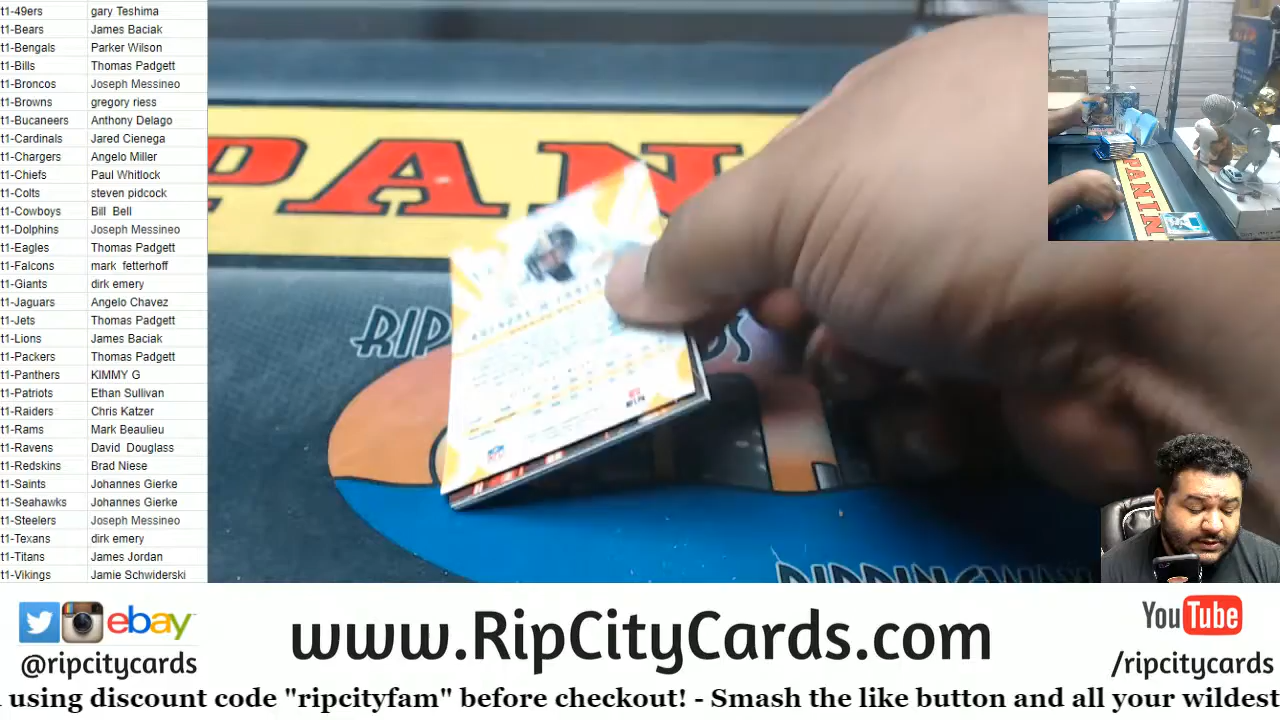 t1-49ers gary Teshima
t1-Bears James Baciak
t1-Bengals Parker Wilson
t1-Bills Thomas Padgett
t1-Broncos Joseph Messineo
t1-Browns gregory riess
t1-Bucaneers Anthony Delago
t1-Cardinals Jared Cienega
t1-Chargers Angelo Miller
t1-Chiefs Paul Whitlock
t1-Colts steven pidcock
t1-Cowboys Bill Bell
t1-Dolphins Joseph Messineo
t1-Eagles Thomas Padgett
t1-Falcons mark fetterhoff
t1-Giants dirk emery
t1-Jaguars Angelo Chavez
t1-Jets Thomas Padgett
t1-Lions James Baciak
t1-Packers Thomas Padgett
t1-Panthers KIMMY G
t1-Patriots Ethan Sullivan
t1-Raiders Chris Katzer
t1-Rams Mark Beaulieu
t1-Ravens David Douglass
t1-Redskins Brad Niese
t1-Saints Johannes Gierke
t1-Seahawks Johannes Gierke
t1-Steelers Joseph Messineo
t1-Texans dirk emery
t1-Titans James Jordan
t1-Vikings Jamie Schwiderski
PANI
RIP
DS
PANINI
ebay
@ripcitycards
www.RipCityCards.com
YouTube
/ripcitycards
using discount code "ripcityfam" before checkout! - Smash the like button and all your wildest